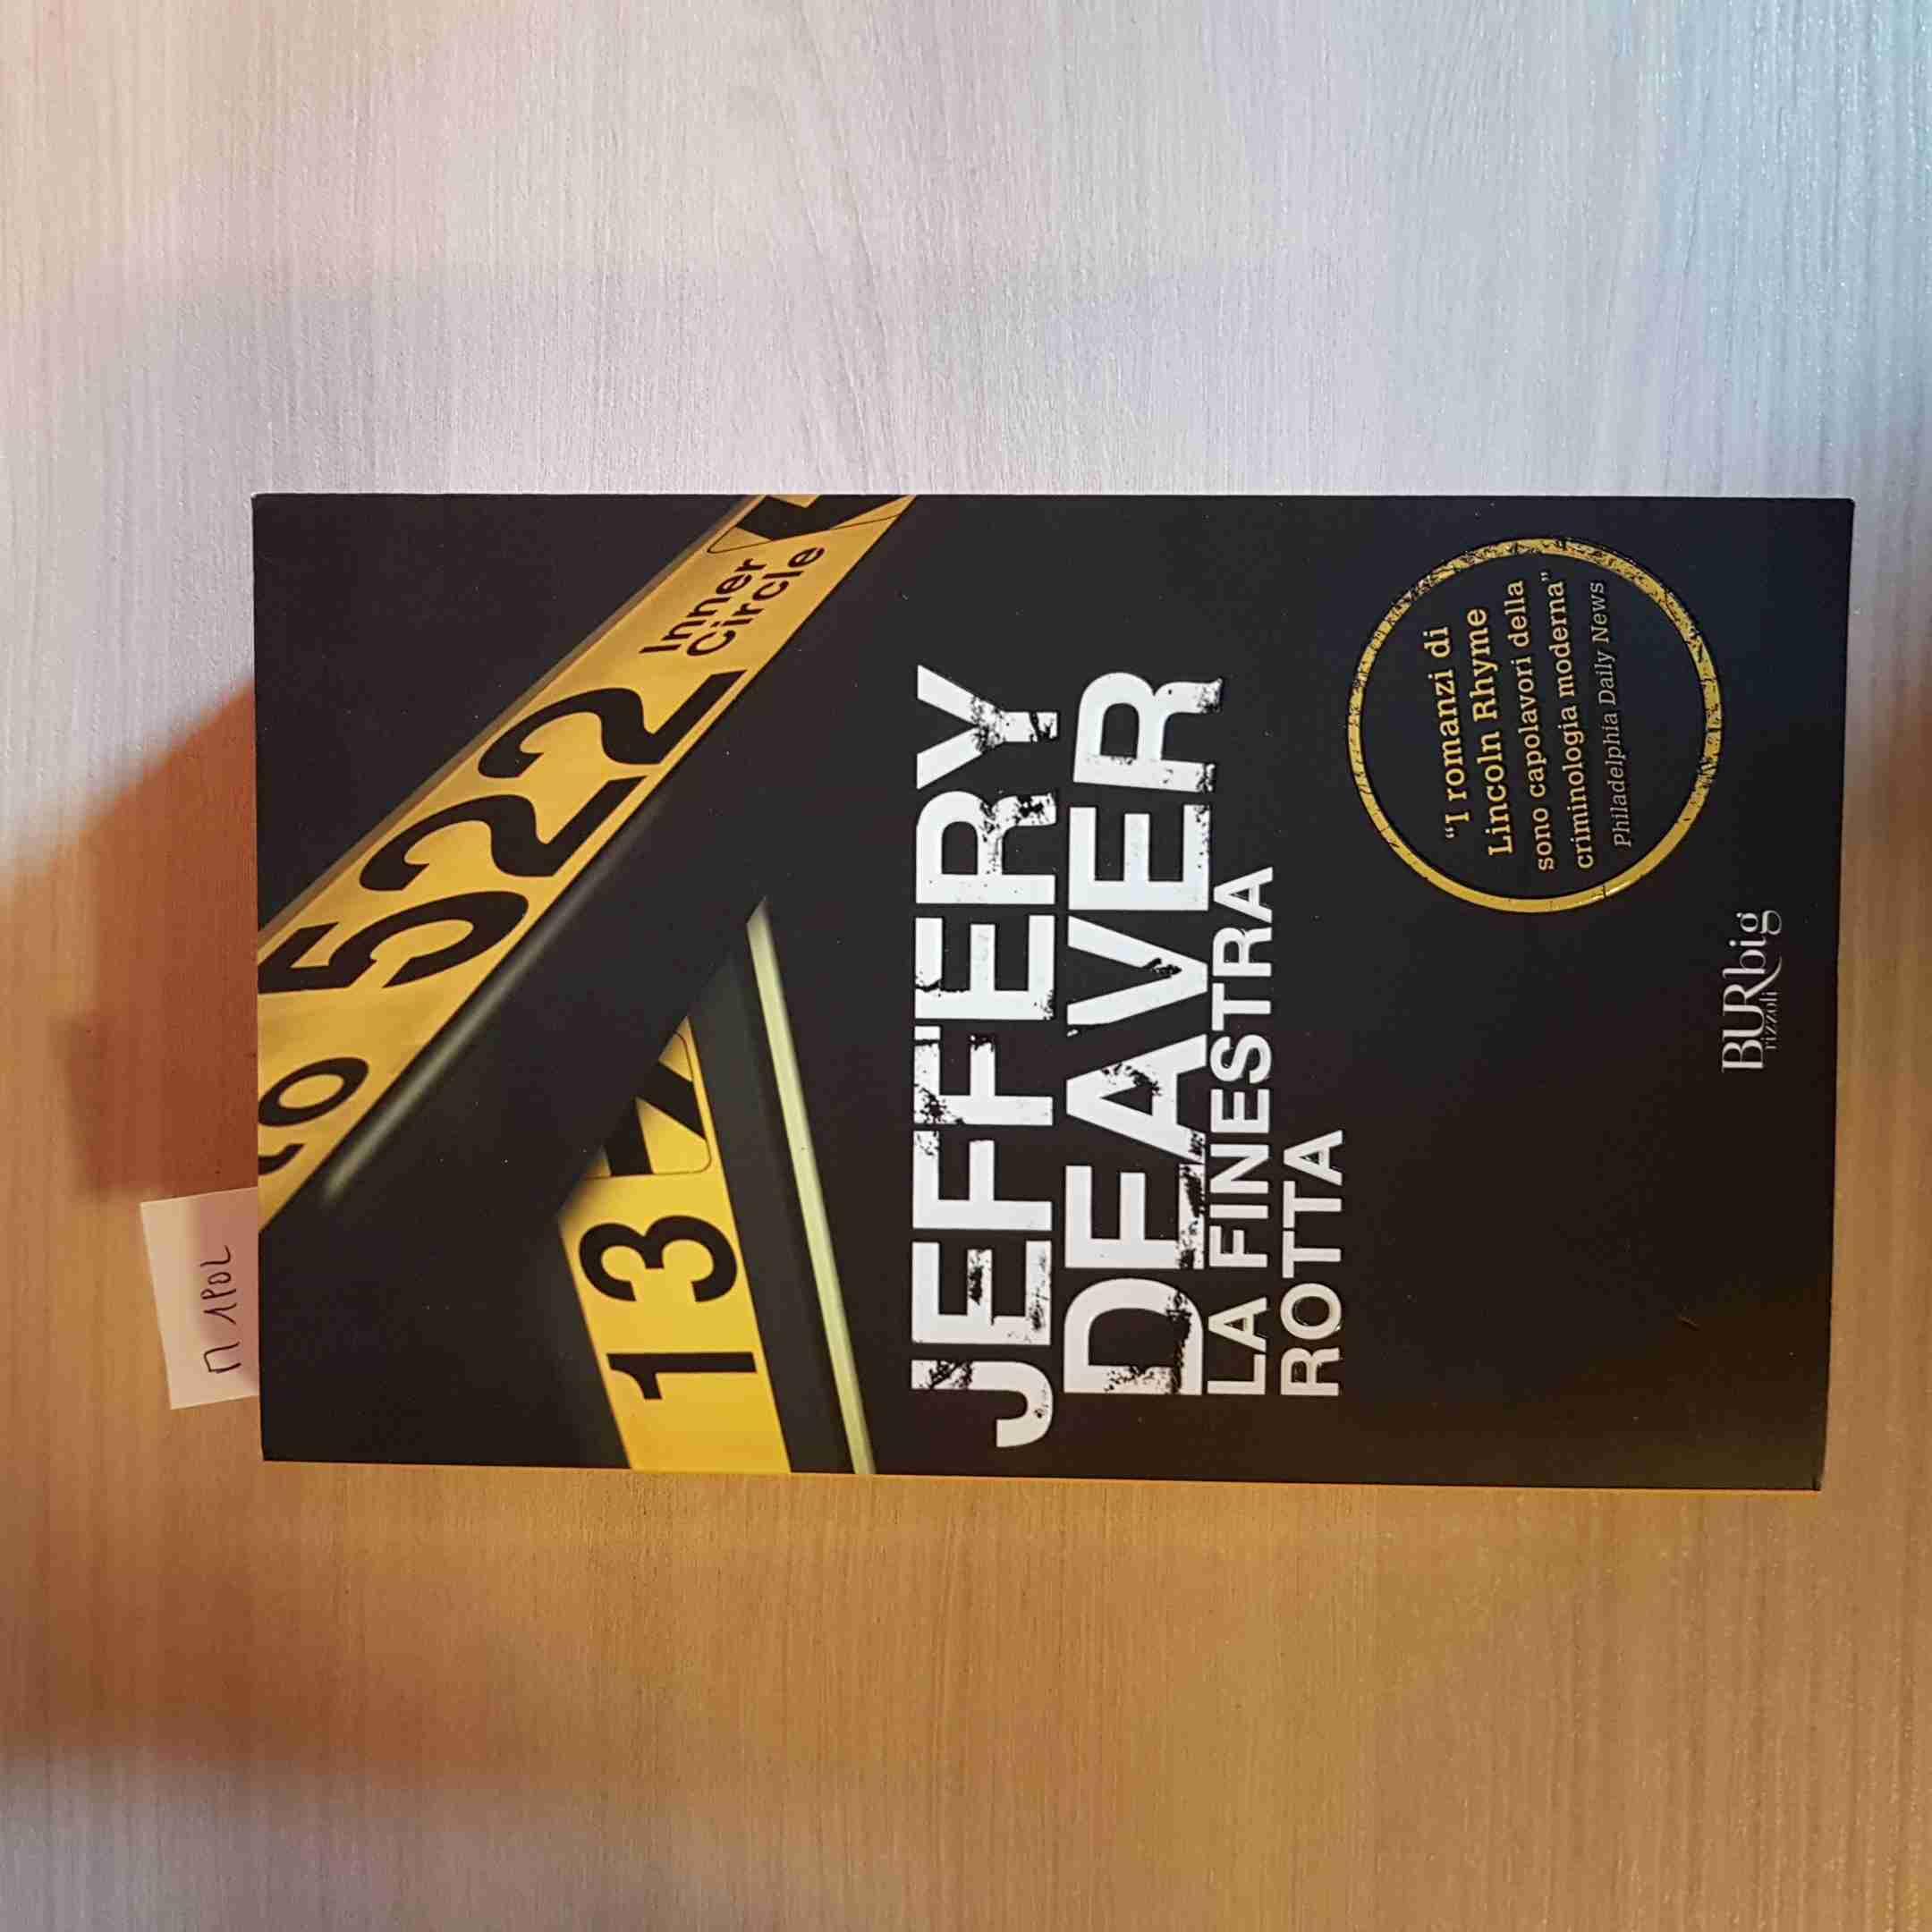 co 522 Inner
Circle
13
JEFFERY
DEAVER
LA FINESTRA
ROTTA
“I romanzi di
Lincoln Rhyme
sono capolavori della
criminologia moderna”
Philadelphia Daily News
BURbig
rizzoli